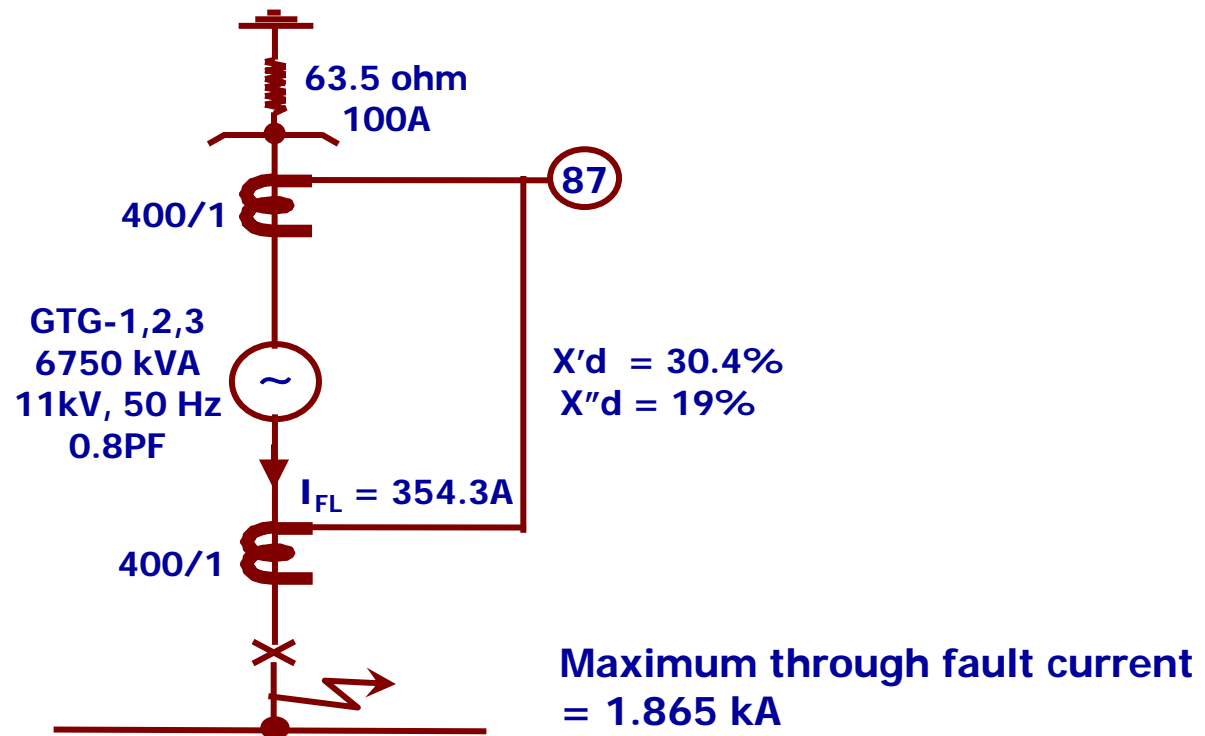 63.5 ohm
100A
87
400/1
GTG-1,2,3
6750 kVA
11kV, 50 Hz
0.8PF
~
X'd = 30.4%
X"d = 19%
I_FL = 354.3A
400/1
Maximum through fault current
= 1.865 kA